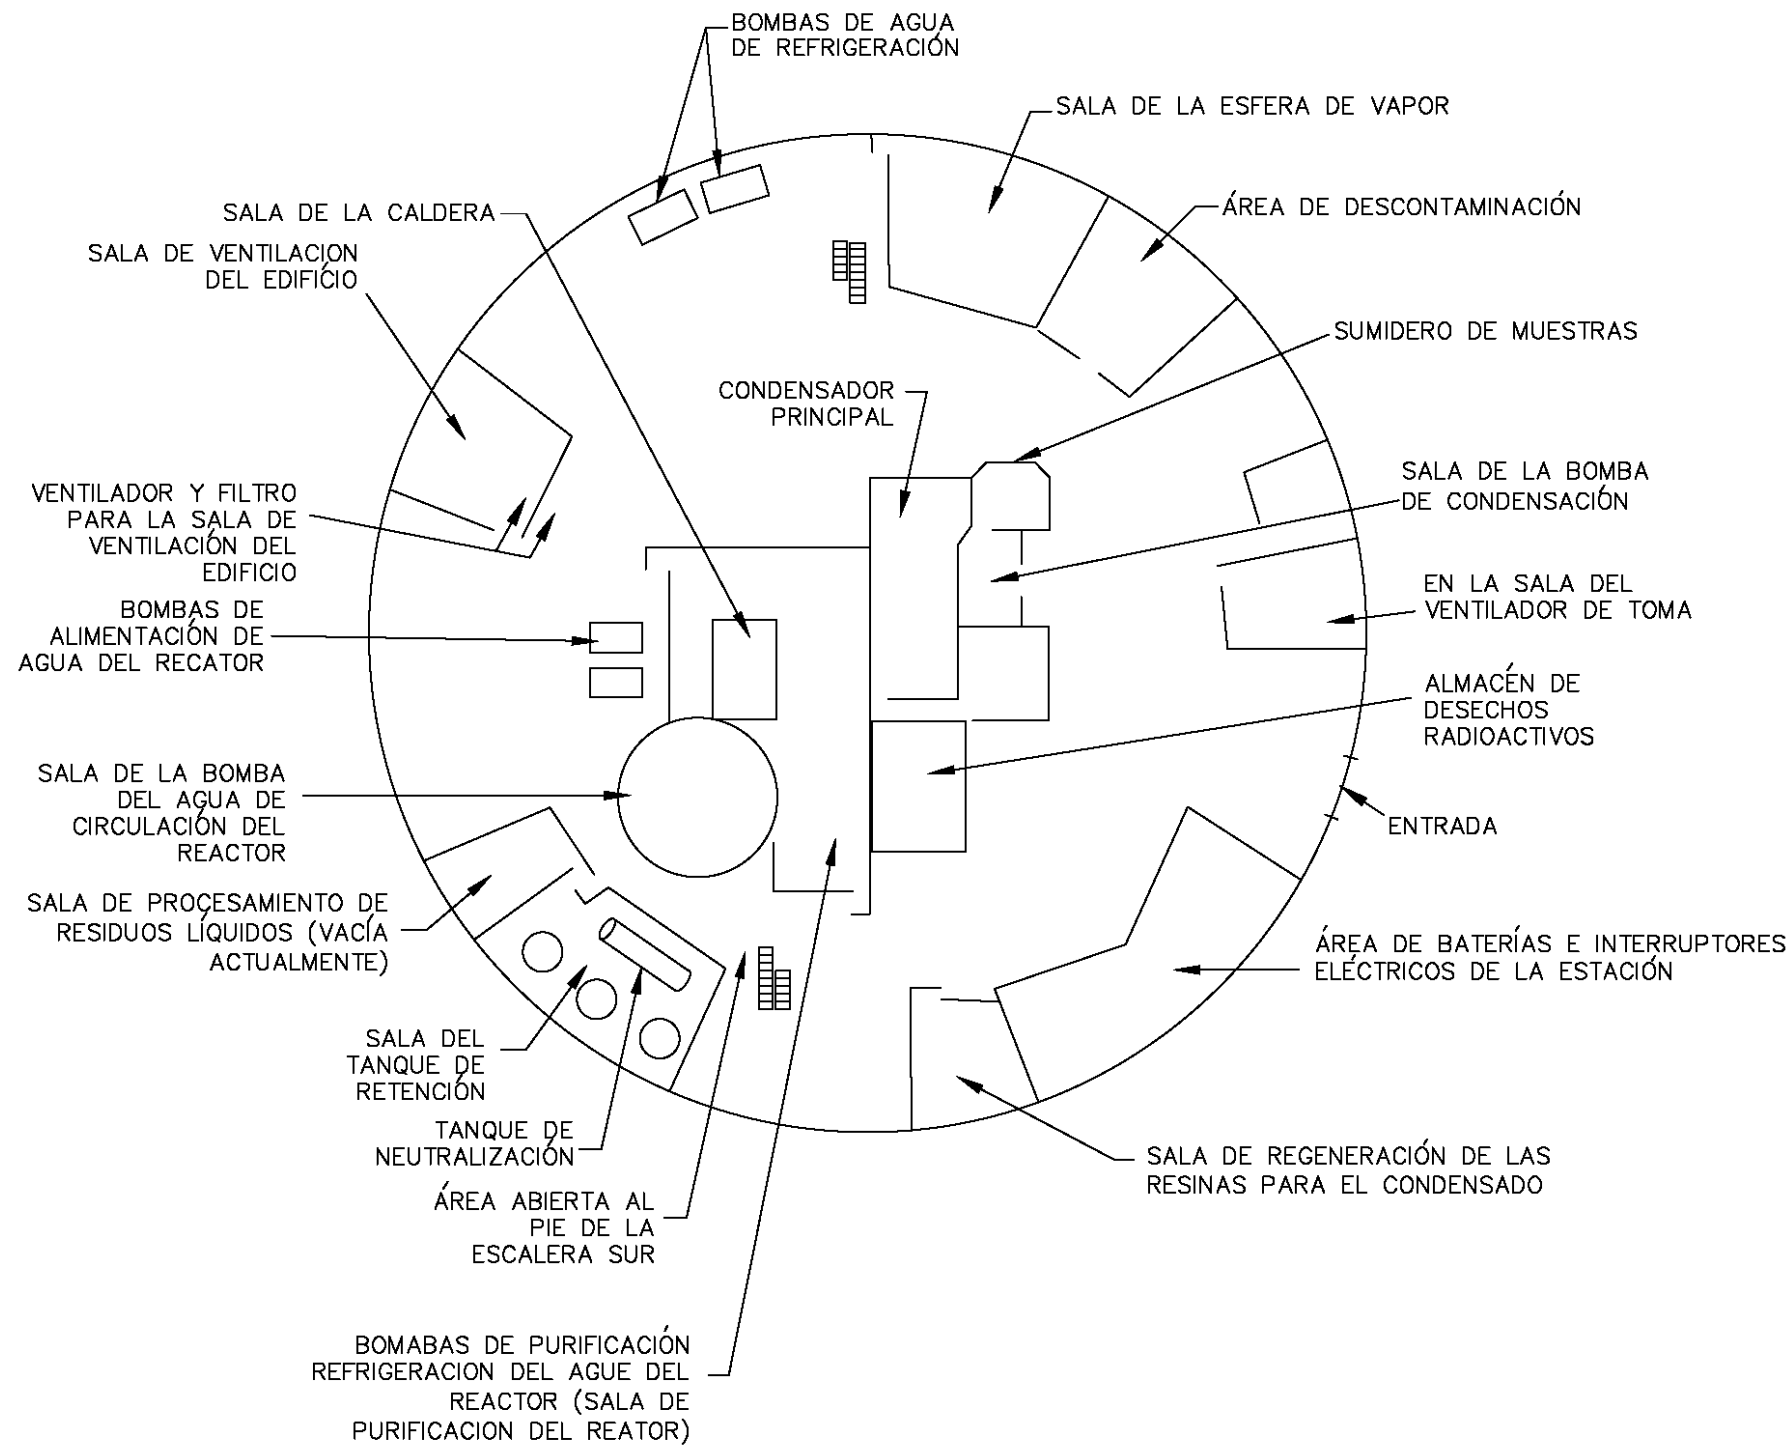 BOMBAS DE AGUA
DE REFRIGERACIÓN
SALA DE LA ESFERA DE VAPOR
ÁREA DE DESCONTAMINACIÓN
SALA DE LA CALDERA
SALA DE VENTILACION
DEL EDIFICIO
SUMIDERO DE MUESTRAS
CONDENSADOR
PRINCIPAL
SALA DE LA BOMBA
DE CONDENSACIÓN
VENTILADOR Y FILTRO
PARA LA SALA DE
VENTILACIÓN DEL
EDIFICIO
EN LA SALA DEL
VENTILADOR DE TOMA
BOMBAS DE
ALIMENTACIÓN DE
AGUA DEL RECATOR
ALMACÉN DE
DESECHOS
RADIOACTIVOS
SALA DE LA BOMBA
DEL AGUA DE
CIRCULACIÓN DEL
REACTOR
ENTRADA
SALA DE PROCESAMIENTO DE
RESIDUOS LÍQUIDOS (VACÍA
ACTUALMENTE)
ÁREA DE BATERÍAS E INTERRUPTORES
ELÉCTRICOS DE LA ESTACIÓN
SALA DEL
TANQUE DE
RETENCIÓN
TANQUE DE
NEUTRALIZACIÓN
SALA DE REGENERACIÓN DE LAS
RESINAS PARA EL CONDENSADO
ÁREA ABIERTA AL
PIE DE LA
ESCALERA SUR
BOMABAS DE PURIFICACIÓN
REFRIGERACION DEL AGUE DEL
REACTOR (SALA DE
PURIFICACION DEL REATOR)